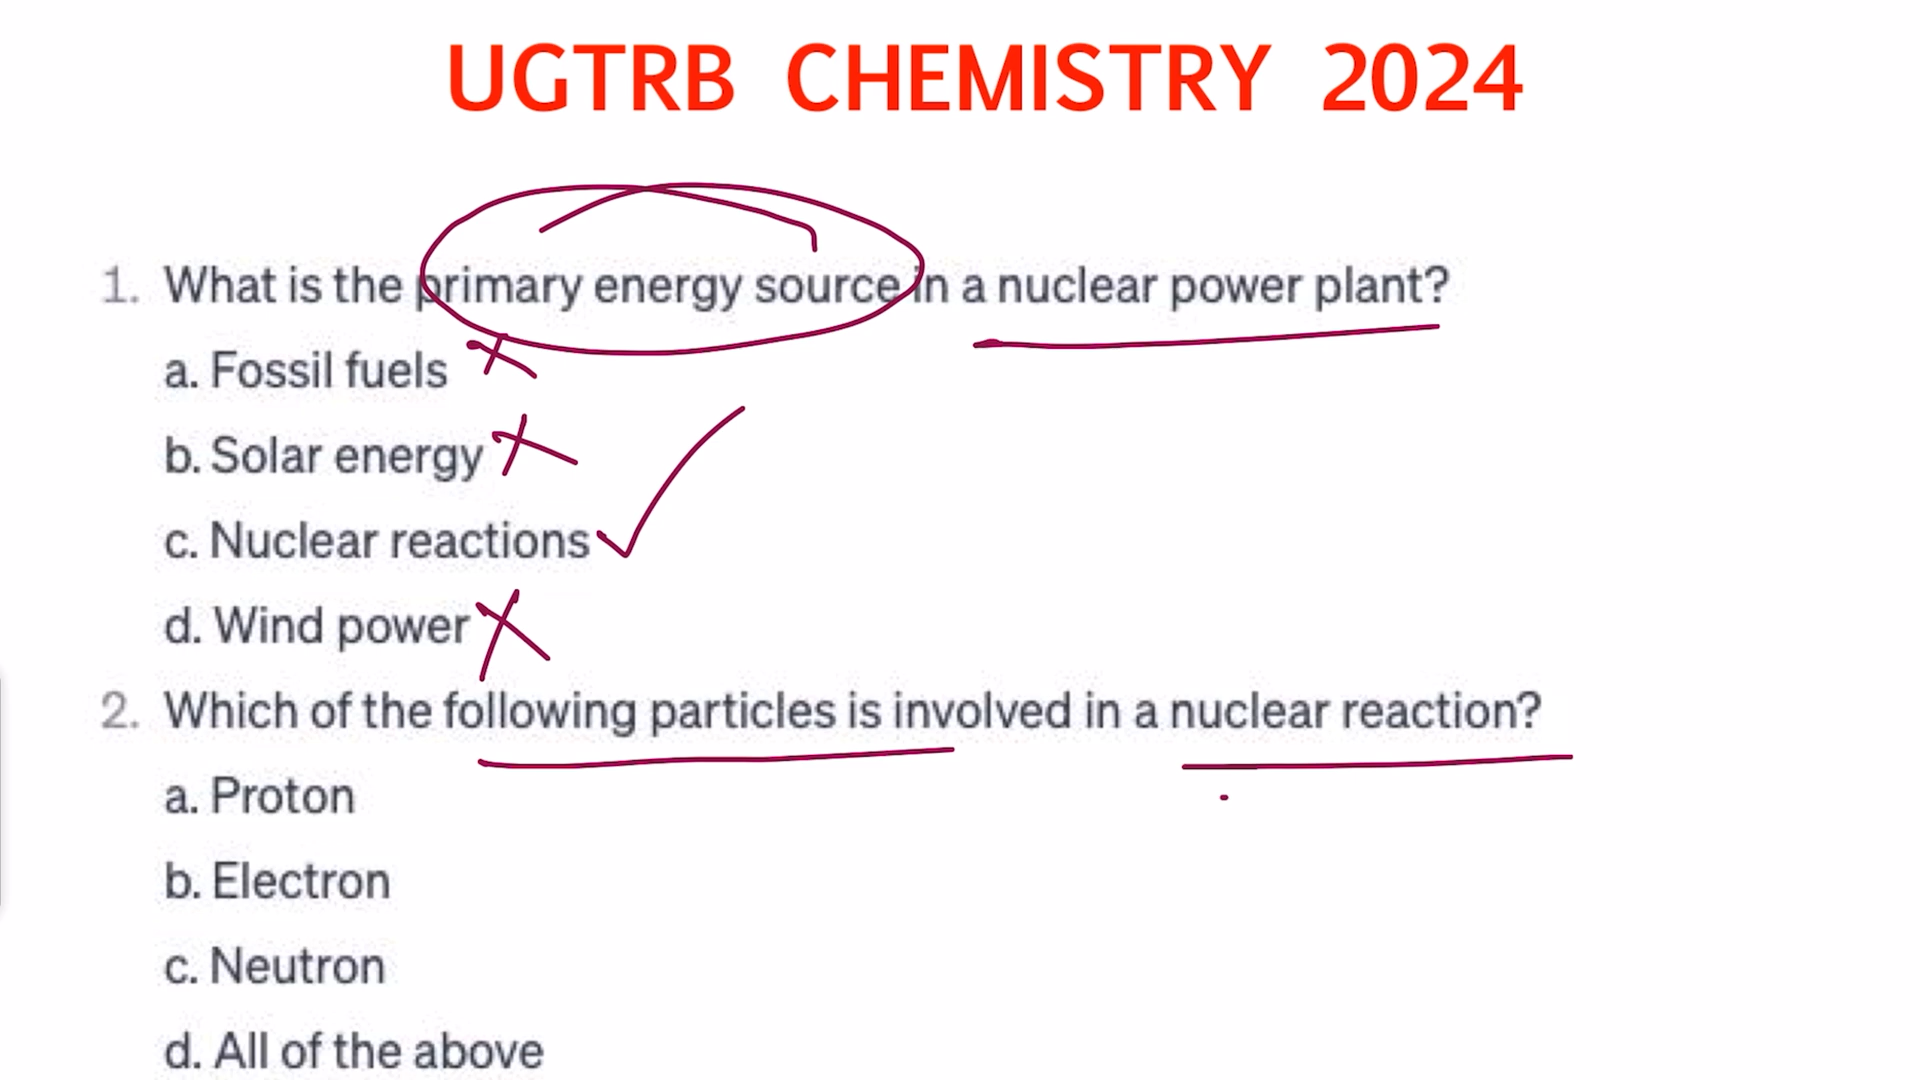 UGTRB CHEMISTRY 2024
1. What is the primary energy source in a nuclear power plant?
a. Fossil fuels
b. Solar energy
c. Nuclear reactions
d. Wind power
2. Which of the following particles is involved in a nuclear reaction?
a. Proton
b. Electron
c. Neutron
d. All of the above